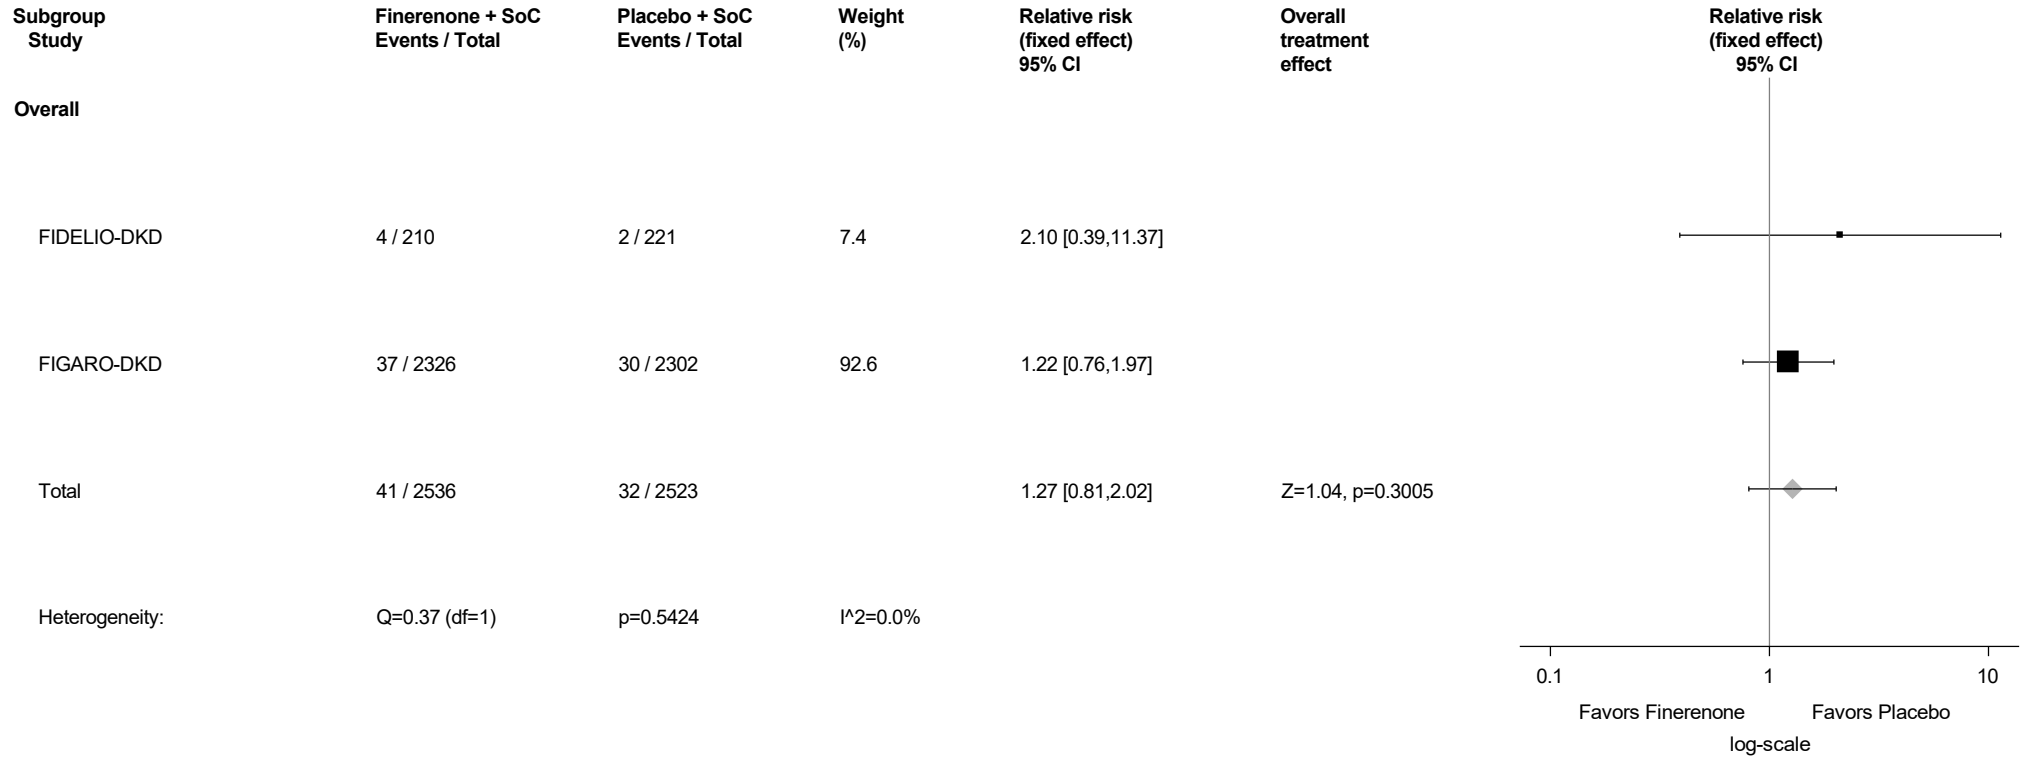 Subgroup Finerenone + SoC Placebo + SoC Weight Relative risk Overall Relative risk
Study Events / Total Events / Total (%) (fixed effect) treatment (fixed effect)
95% CI effect 95% CI
Overall
FIDELIO-DKD 4 / 210 2 / 221 7.4 2.10 [0.39,11.37]
FIGARO-DKD 37 / 2326 30 / 2302 92.6 1.22 [0.76,1.97]
Total 41 / 2536 32 / 2523 1.27 [0.81,2.02] Z=1.04, p=0.3005
Heterogeneity: Q=0.37 (df=1) p=0.5424 I^2=0.0%
0.1 1 10
Favors Finerenone Favors Placebo
log-scale